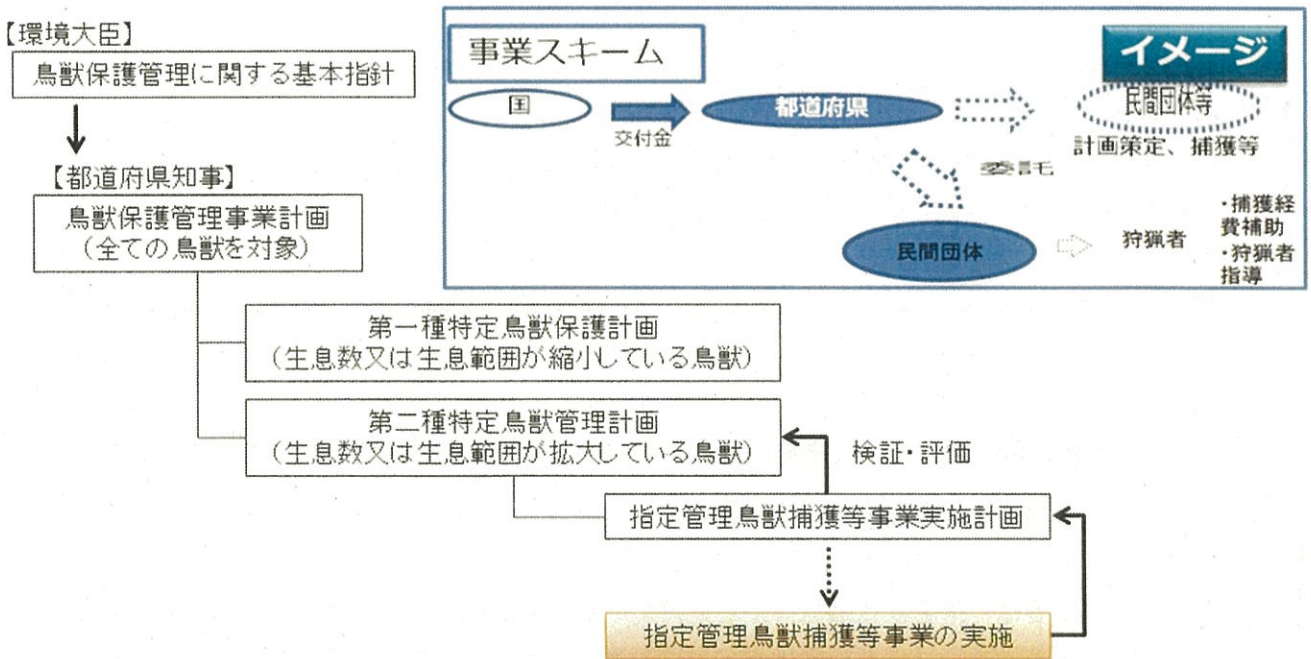 【環境大臣】
鳥獣保護管理に関する基本指針
【都道府県知事】
鳥獣保護管理事業計画
(全ての鳥獣を対象)
事業スキーム
イメージ
国
交付金
都道府県
民間団体等
計画策定、捕獲等
委託
民間団体
狩猟者
・捕獲経
費補助
・狩猟者
指導
第一種特定鳥獣保護計画
(生息数又は生息範囲が縮小している鳥獣)
第二種特定鳥獣管理計画
(生息数又は生息範囲が拡大している鳥獣)
検証・評価
指定管理鳥獣捕獲等事業実施計画
指定管理鳥獣捕獲等事業の実施